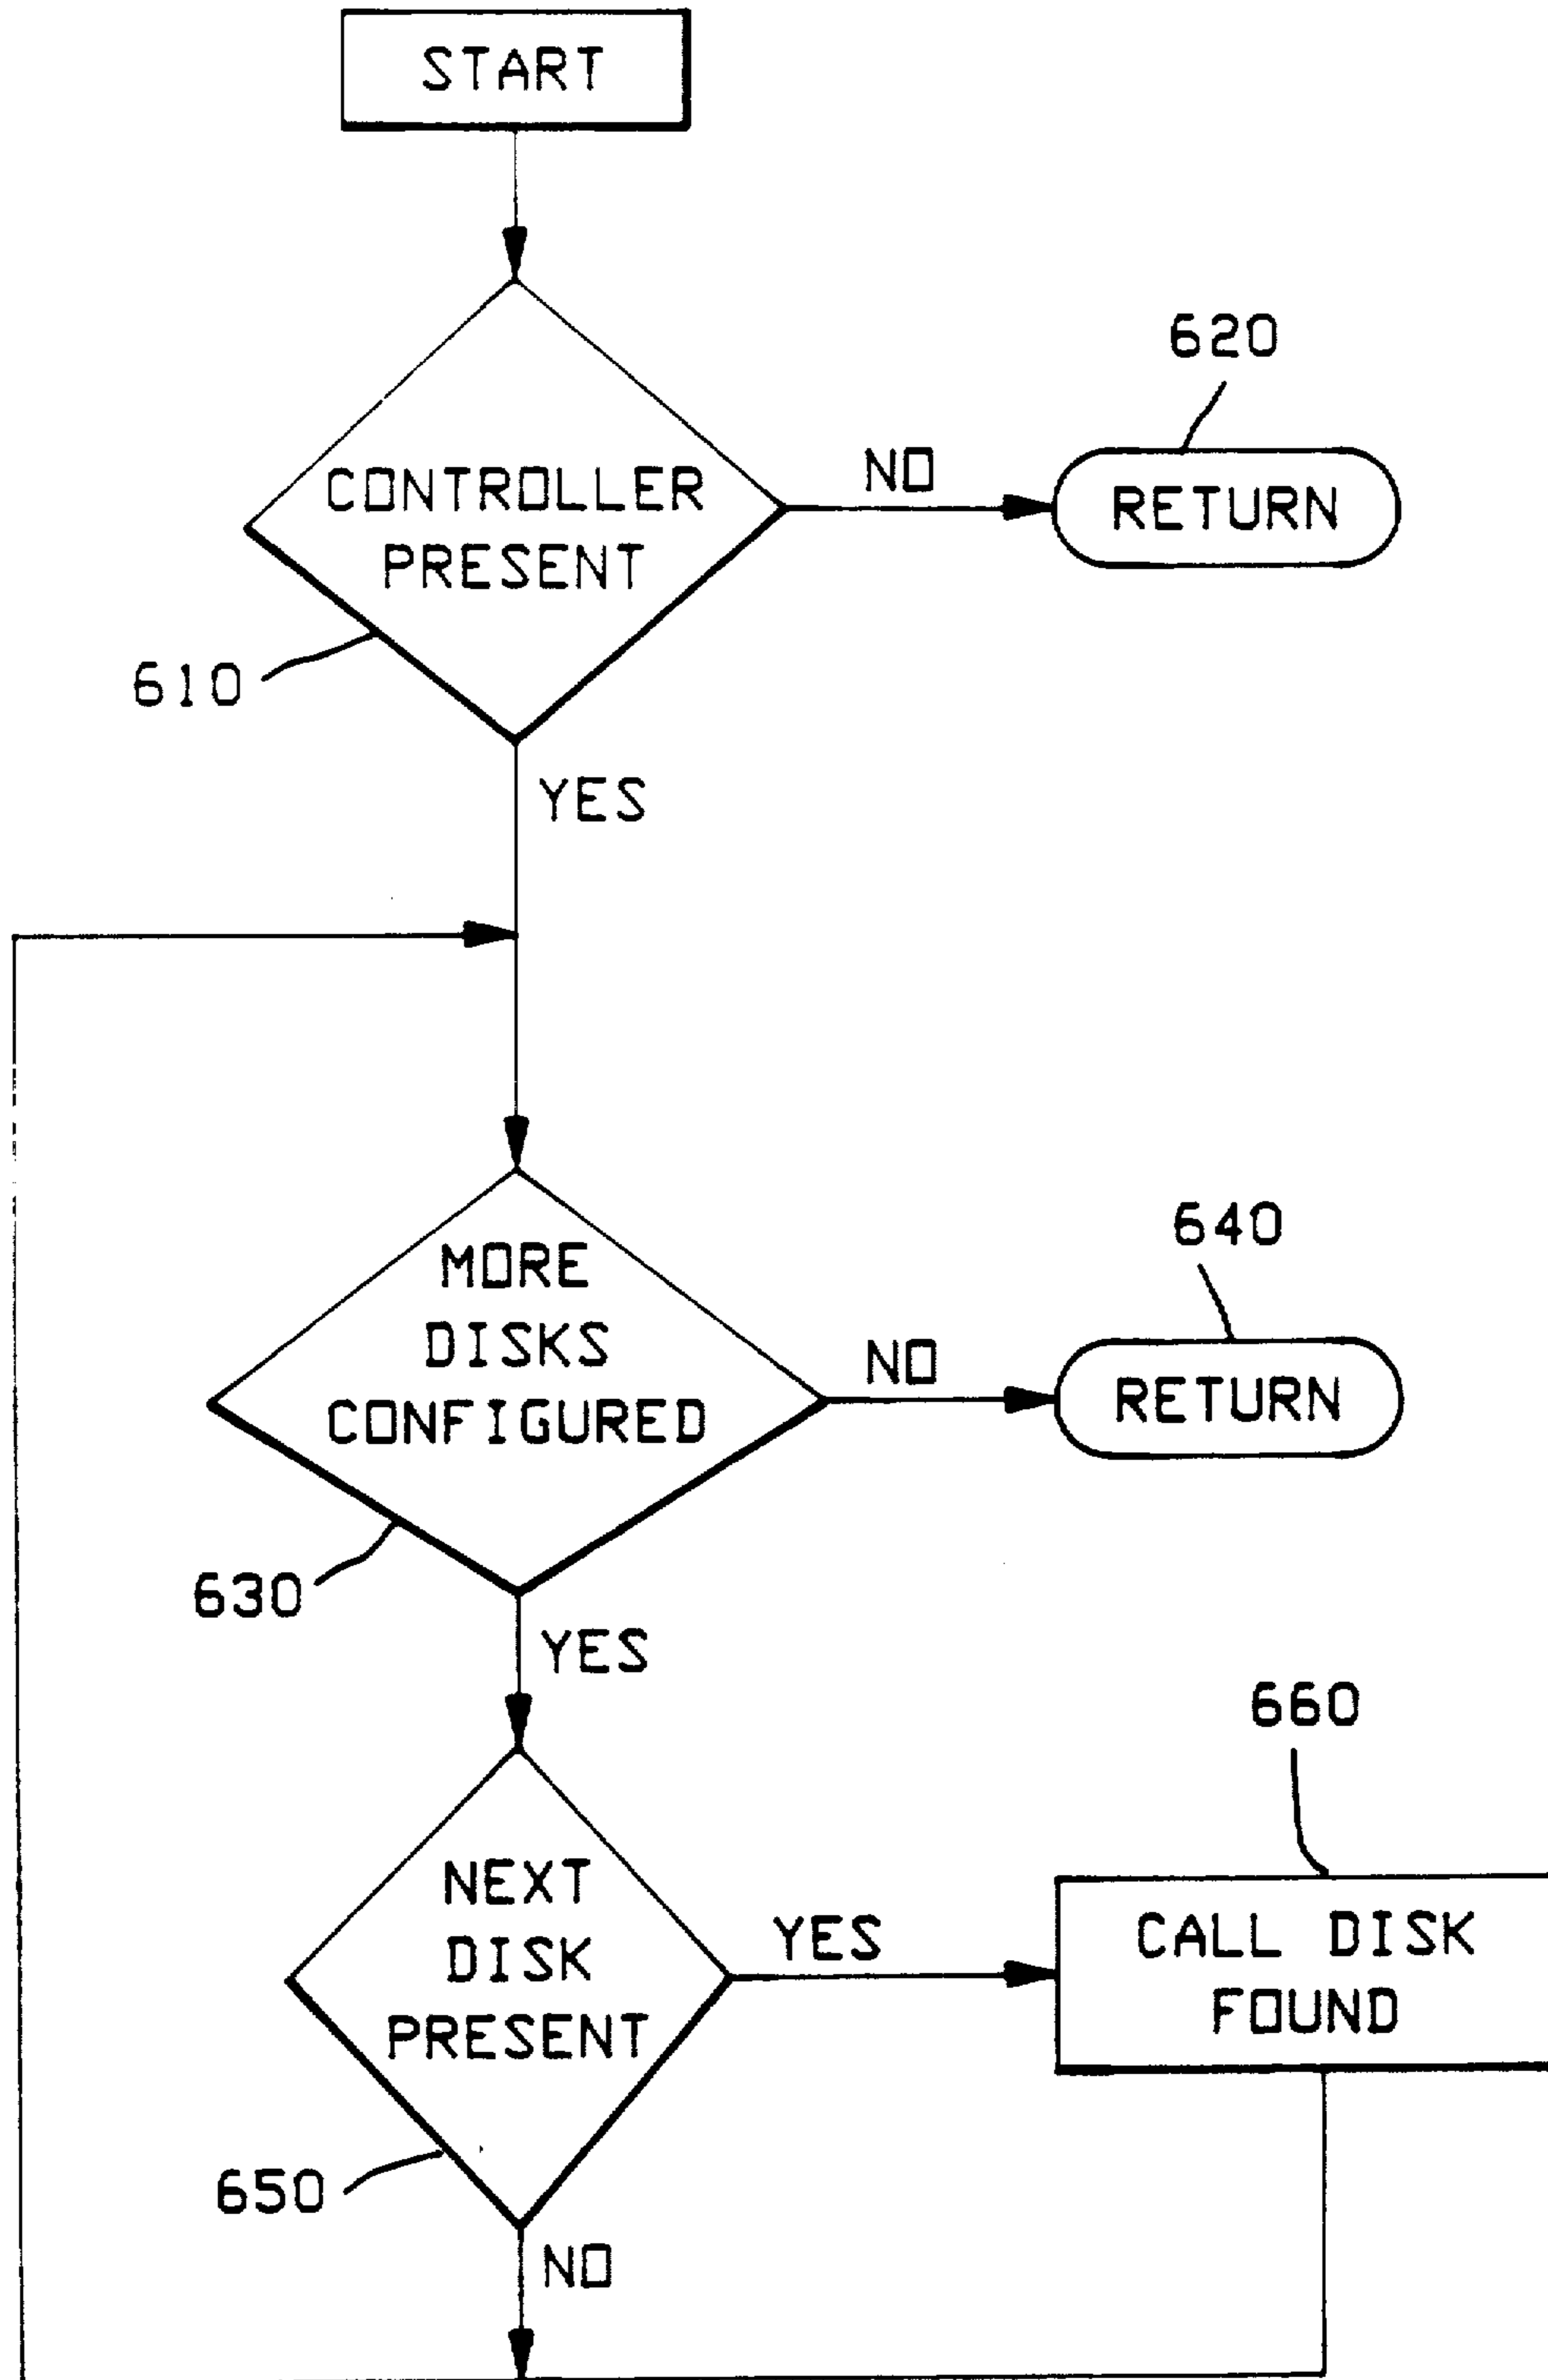 START
620
CONTROLLER
PRESENT
NO
RETURN
610
YES
640
MORE
DISKS
CONFIGURED
NO
RETURN
630
YES
660
NEXT
DISK
PRESENT
YES
CALL DISK
FOUND
650
NO